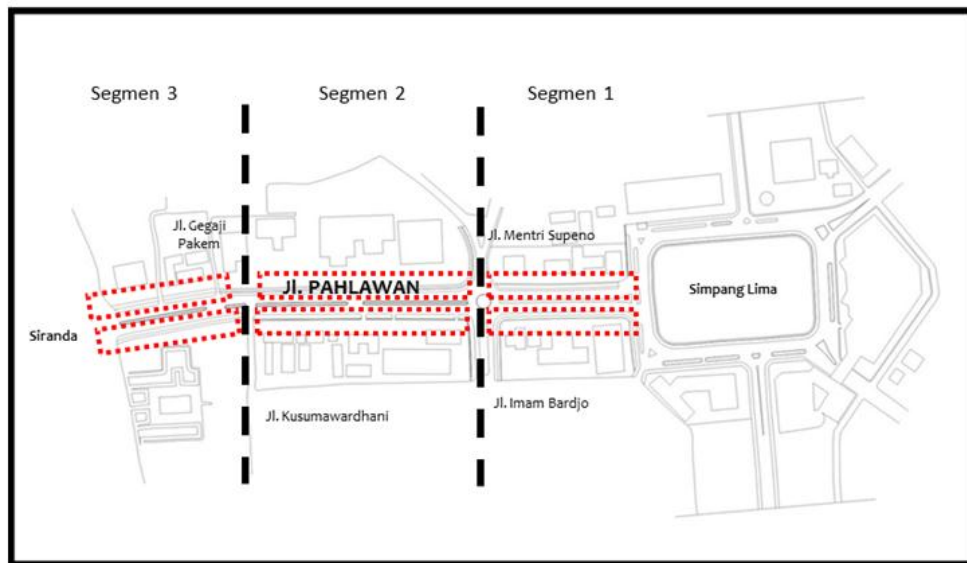 Segmen 3
Segmen 2
Segmen 1
Jl. Gegaji
Pakem
Jl. Mentri Supeno
Jl. PAHLAWAN
Simpang Lima
Siranda
Jl. Kusumawardhani
Jl. Imam Bardjo